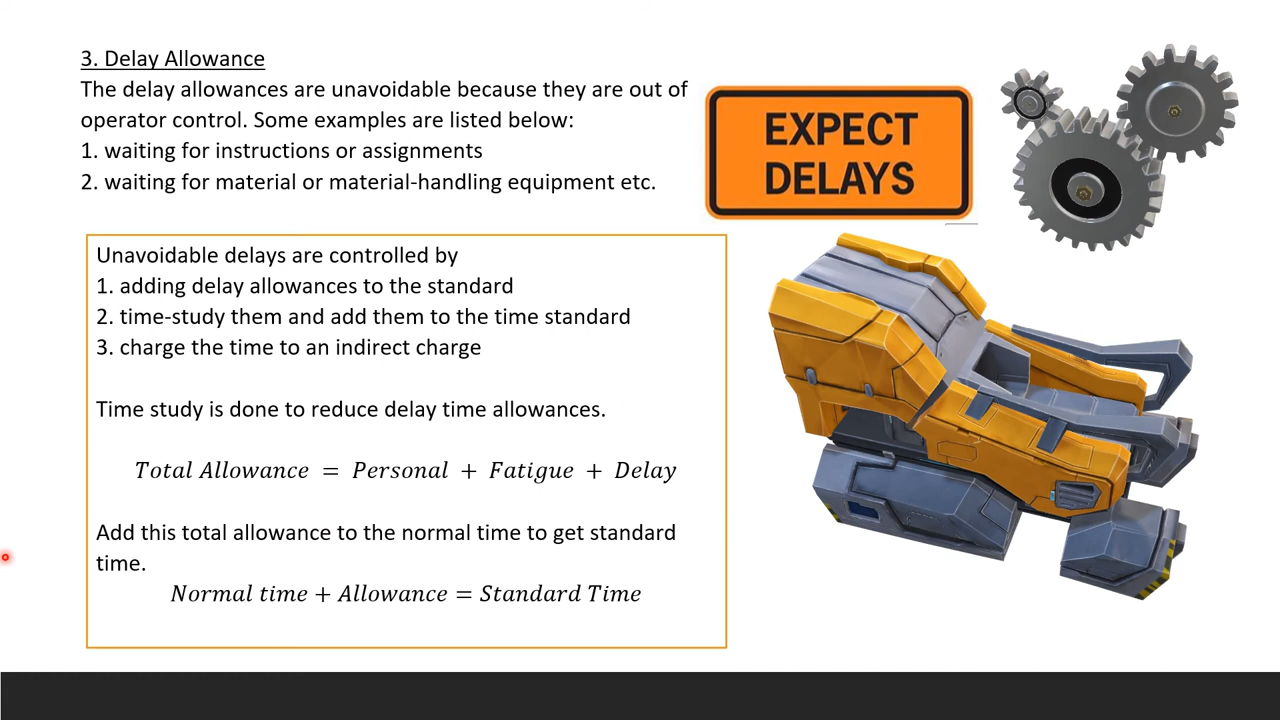 3. Delay Allowance
The delay allowances are unavoidable because they are out of
operator control. Some examples are listed below:
1. waiting for instructions or assignments
2. waiting for material or material-handling equipment etc.
EXPECT
DELAYS
Unavoidable delays are controlled by
1. adding delay allowances to the standard
2. time-study them and add them to the time standard
3. charge the time to an indirect charge
Time study is done to reduce delay time allowances.
Total Allowance = Personal + Fatigue + Delay
Add this total allowance to the normal time to get standard
time.
Normal time + Allowance = Standard Time